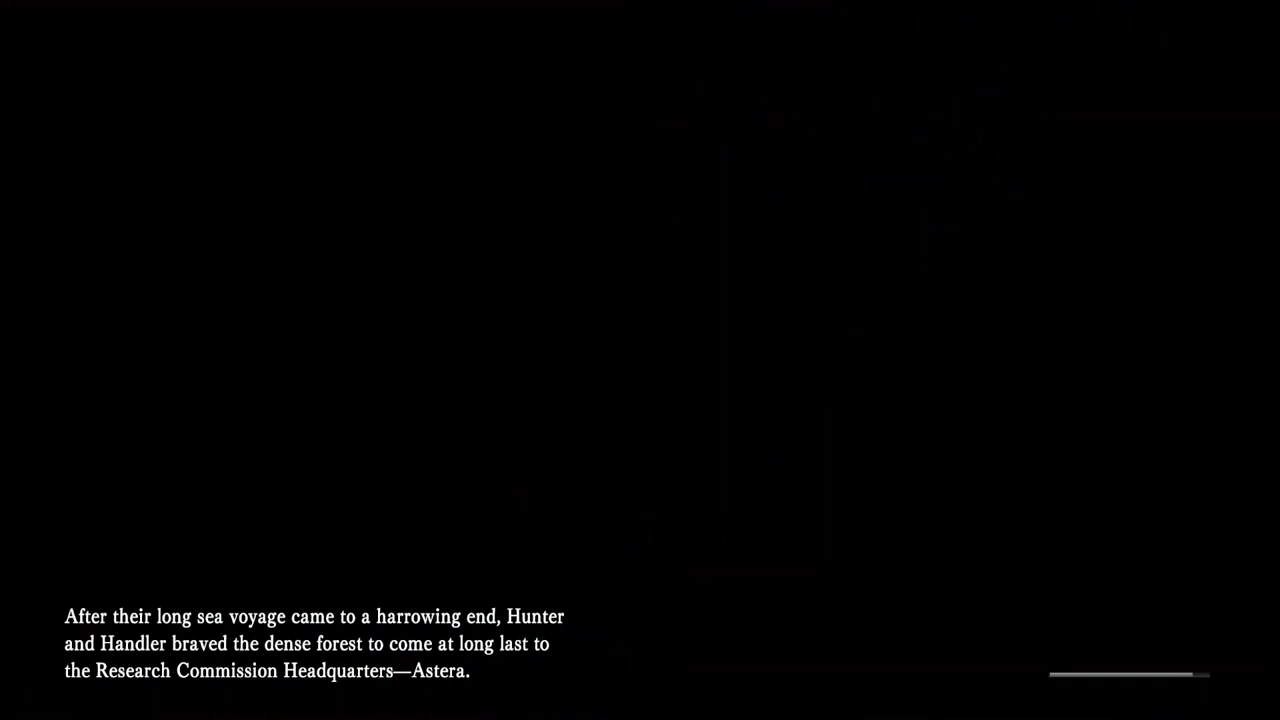 After their long sea voyage came to a harrowing end, Hunter
and Handler braved the dense forest to come at long last to
the Research Commission Headquarters—Astera.